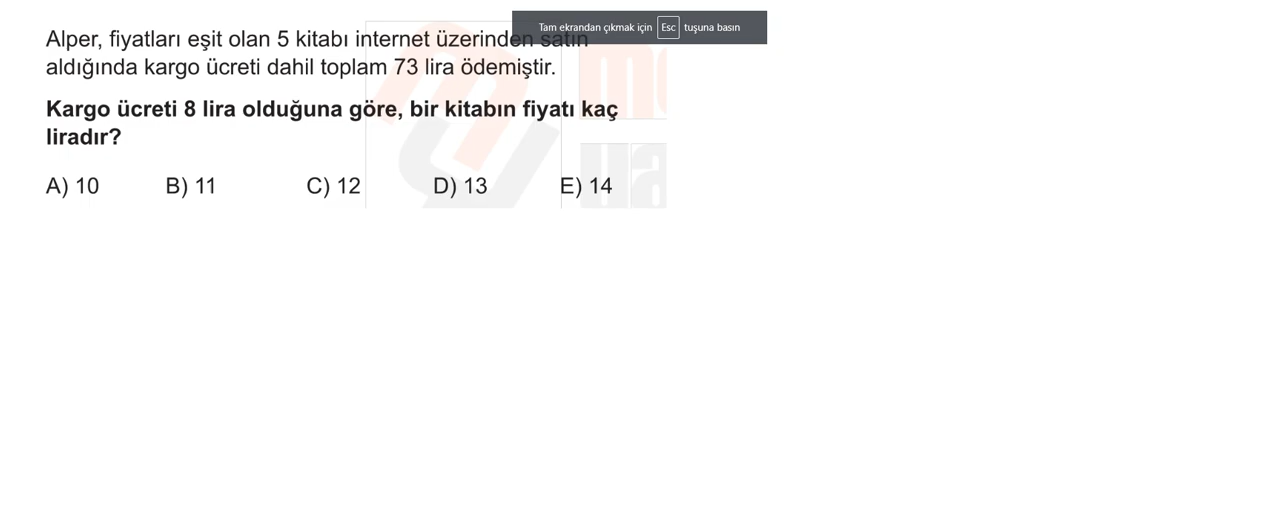 Tam ekrandan çıkmak için Esc tuşuna basın
Alper, fiyatları eşit olan 5 kitabı internet üzerinden satın
aldığında kargo ücreti dahil toplam 73 lira ödemiştir.
Kargo ücreti 8 lira olduğuna göre, bir kitabın fiyatı kaç
liradır?
A) 10 B) 11 C) 12 D) 13 E) 14